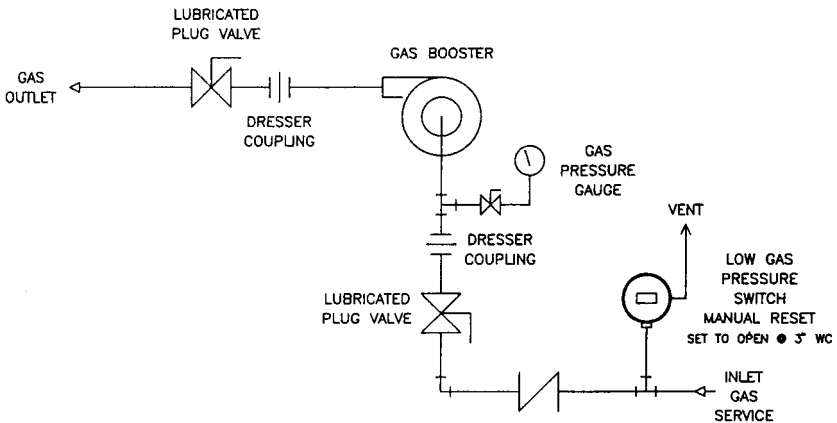 LUBRICATED
PLUG VALVE
GAS BOOSTER
GAS
OUTLET
DRESSER
COUPLING
GAS
PRESSURE
GAUGE
VENT
DRESSER
COUPLING
LOW GAS
PRESSURE
SWITCH
MANUAL RESET
SET TO OPEN @ 3" WC
LUBRICATED
PLUG VALVE
INLET
GAS
SERVICE